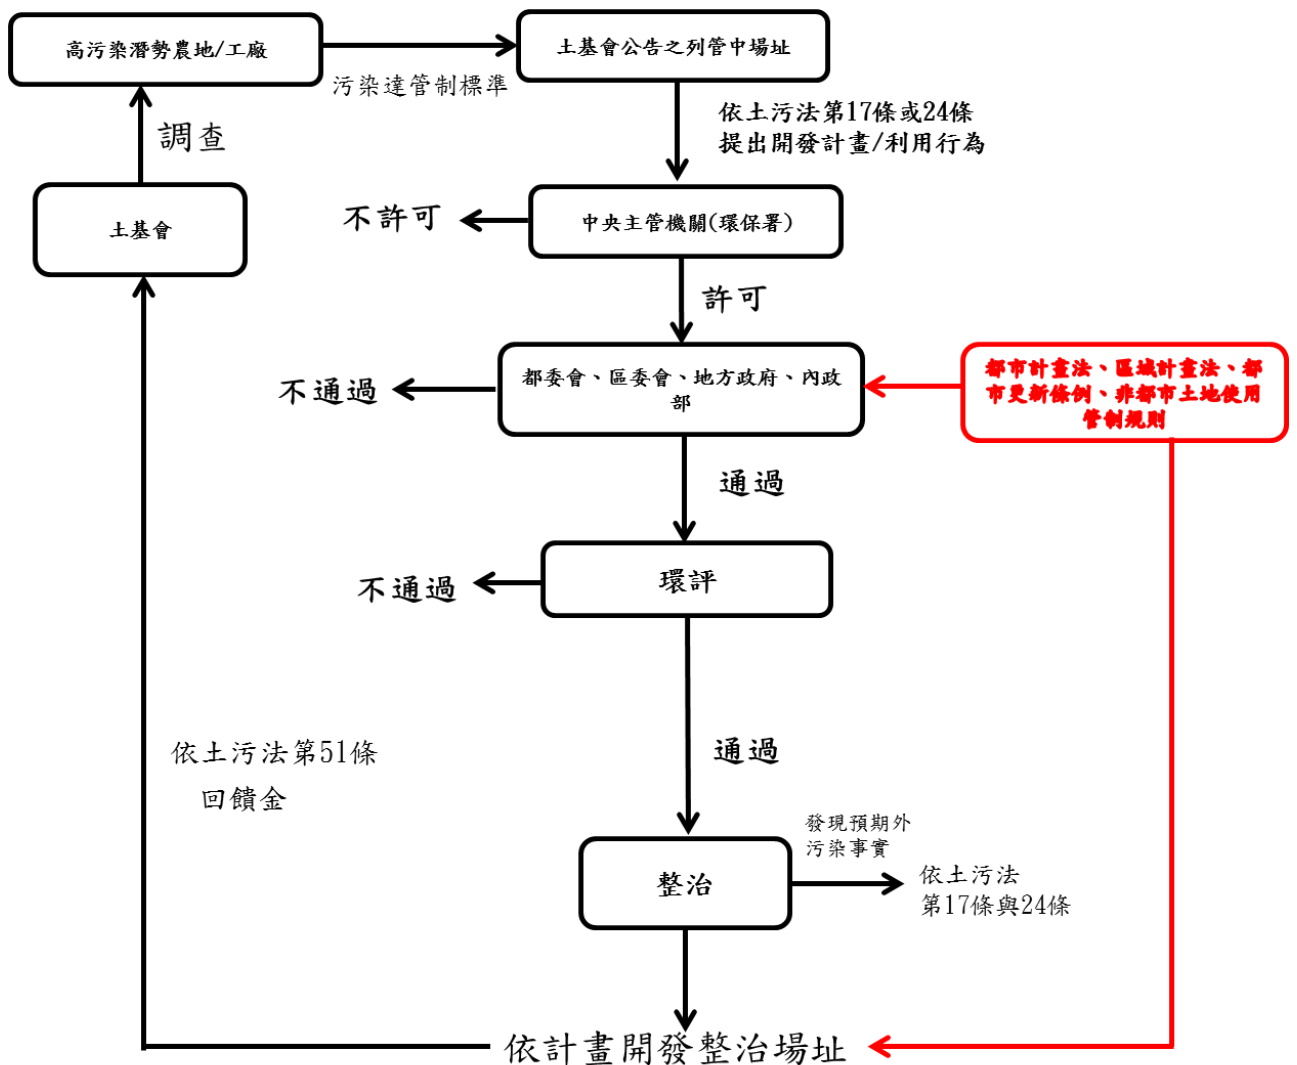 高污染潛勢農地/工廠
污染達管制標準
土基會公告之列管中場址
調查
依土污法第17條或24條
提出開發計畫/利用行為
土基會
不許可
中央主管機關(環保署)
許可
不通過
都委會、區委會、地方政府、內政
部
都市計畫法、區域計畫法、都
市更新條例、非都市土地使用
管制規則
通過
不通過
環評
通過
依土污法第51條
回饋金
整治
發現預期外
污染事實
依土污法
第17條與24條
依計畫開發整治場址